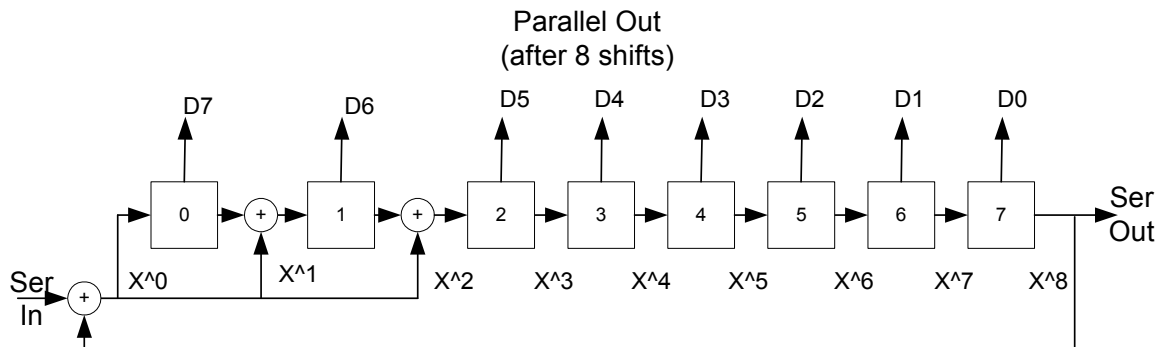 Parallel Out
(after 8 shifts)
D7
D6
D5
D4
D3
D2
D1
D0
0
+
1
+
2
3
4
5
6
7
Ser
Out
X^0
X^1
X^2
X^3
X^4
X^5
X^6
X^7
X^8
Ser
In
+